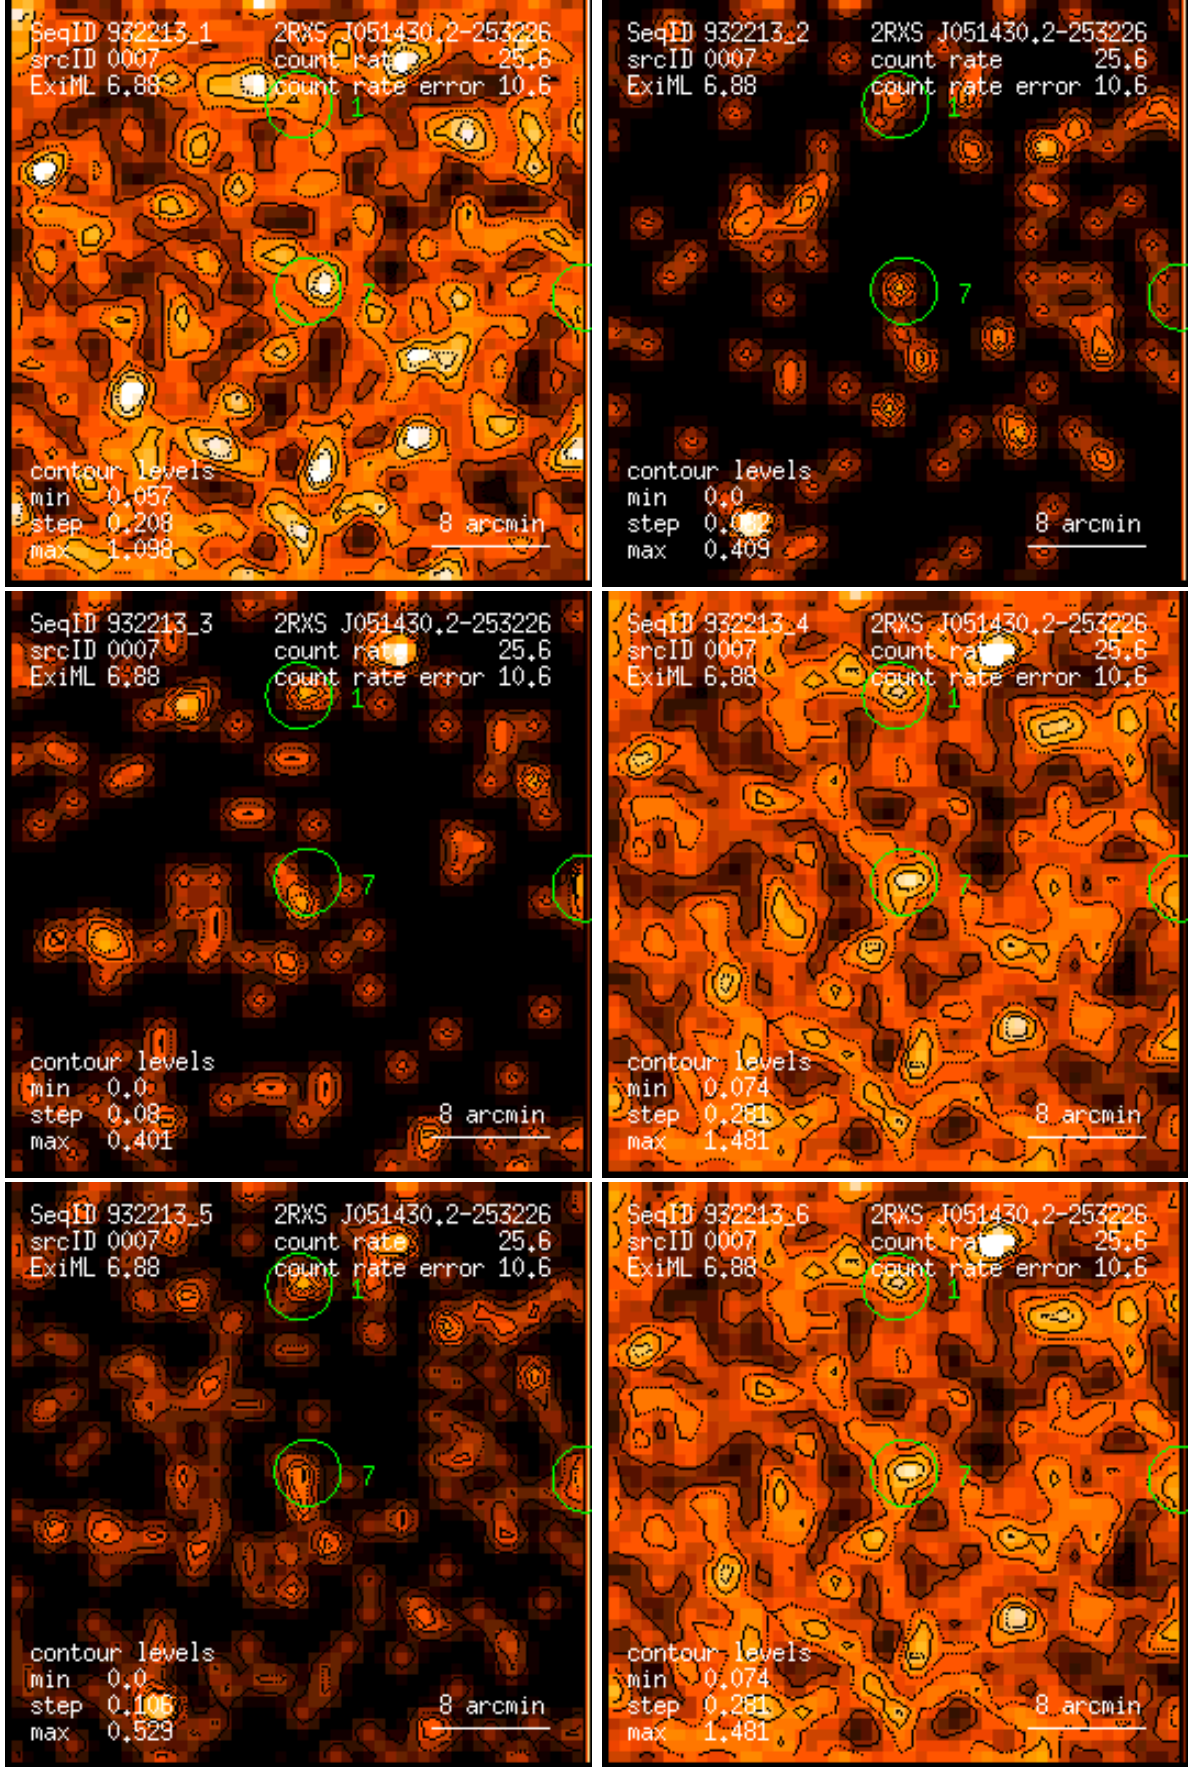 SeqID 932213_1 2RXS J051430.2-253226
srcID 0007 count rate 25.6
ExiML 6.88 count rate error 10.6
1
7
contour levels
min 0.057
step 0.208
max 1.098
8 arcmin
SeqID 932213_2 2RXS J051430.2-253226
srcID 0007 count rate 25.6
ExiML 6.88 count rate error 10.6
1
7
contour levels
min 0.0
step
max 0.409
8 arcmin
SeqID 932213_3 2RXS J051430.2-253226
srcID 0007 count rate 25.6
ExiML 6.88 count rate error 10.6
1
7
contour levels
min 0.0
step 0.08
max 0.401
8 arcmin
SeqID 932213_4 2RXS J051430.2-253226
srcID 0007 count rate 25.6
ExiML 6.88 count rate error 10.6
1
7
contour levels
min 0.074
step 0.281
max 1.481
8 arcmin
SeqID 932213_5 2RXS J051430.2-253226
srcID 0007 count rate 25.6
ExiML 6.88 count rate error 10.6
1
7
contour levels
min 0.0
step 0.106
max 0.529
8 arcmin
SeqID 932213_6 2RXS J051430.2-253226
srcID 0007 count rate 25.6
ExiML 6.88 count rate error 10.6
1
7
contour levels
min 0.074
step 0.281
max 1.481
8 arcmin